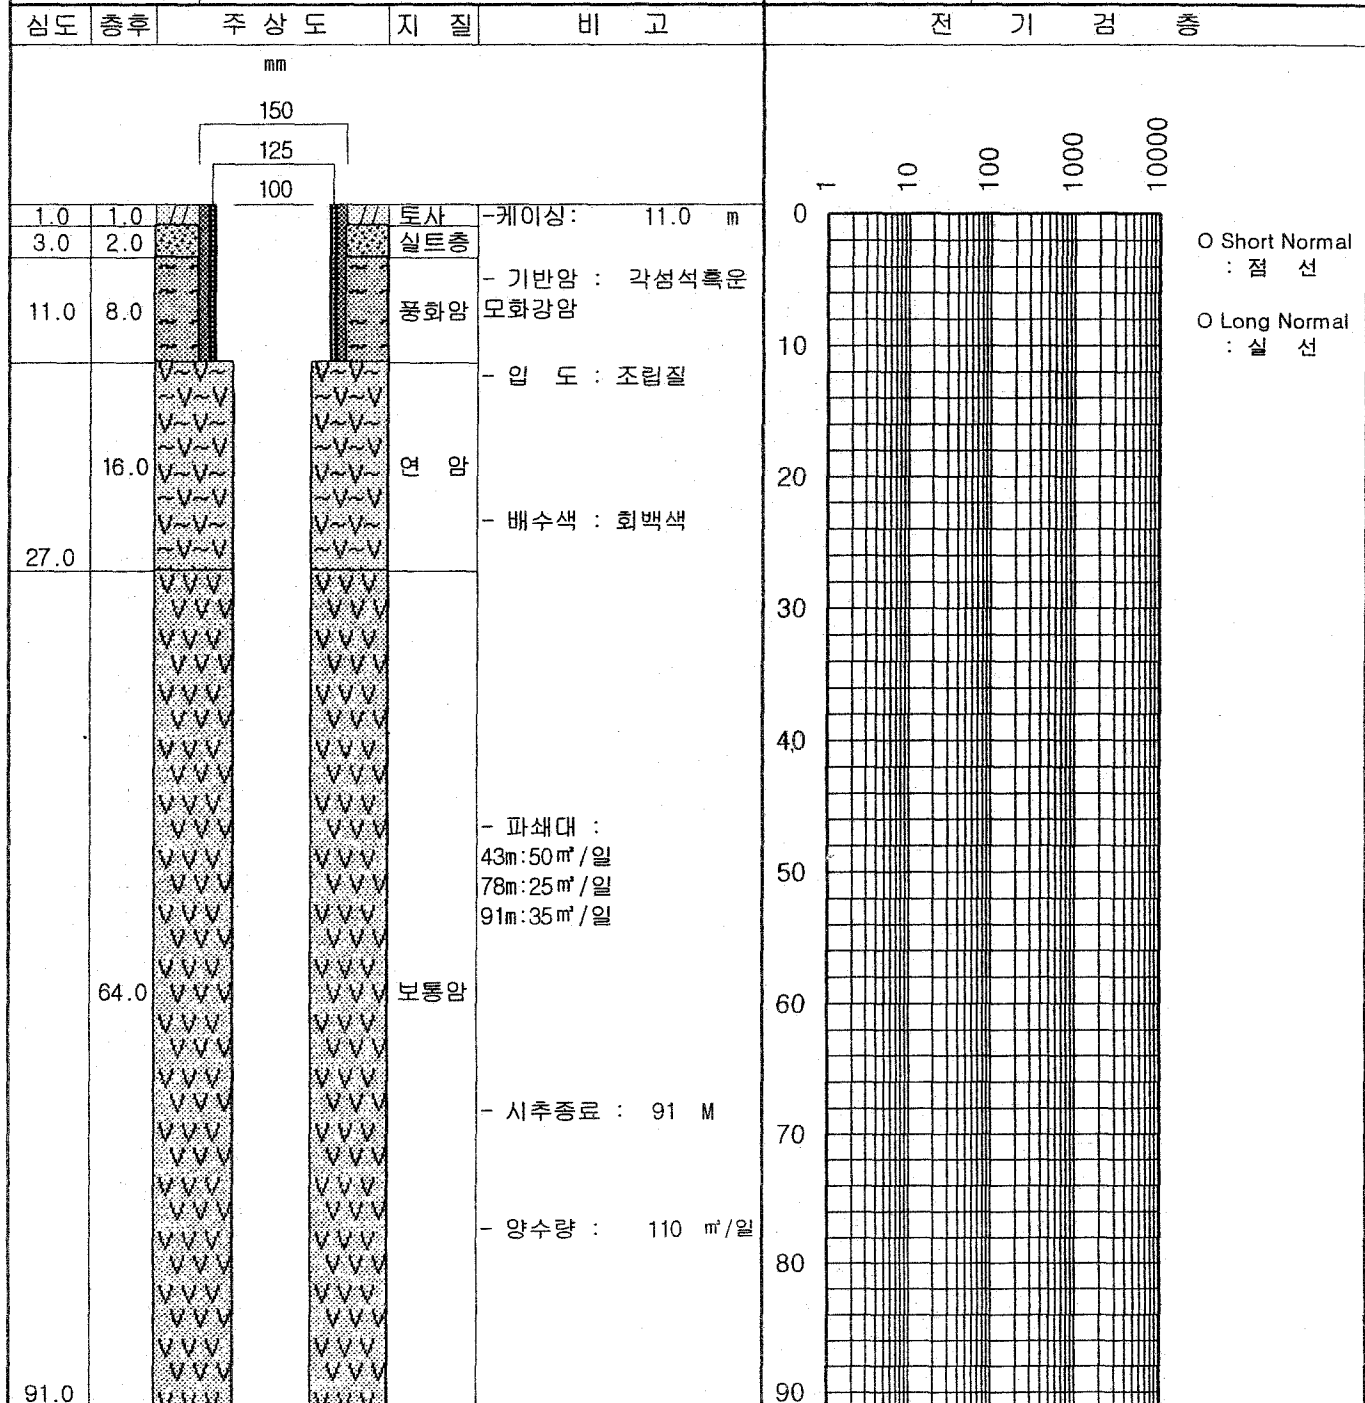 심도 층후 주 상 도 지 질 비 고 전 기 검 층
mm
150
125
100
1 10 100 1000 10000
1.0 1.0 토사 -케이싱: 11.0 m
3.0 2.0 실트층
11.0 8.0 풍화암
- 기반암 : 각섬석흑운
모화강암
- 입 도 : 조립질
16.0 연 암
- 배수색 : 회백색
27.0
- 파쇄대 :
43m:50㎥/일
78m:25㎥/일
91m:35㎥/일
64.0 보통암
- 시추종료 : 91 M
- 양수량 : 110 ㎥/일
91.0
0
10
20
30
40
50
60
70
80
90
O Short Normal
: 점 선
O Long Normal
: 실 선